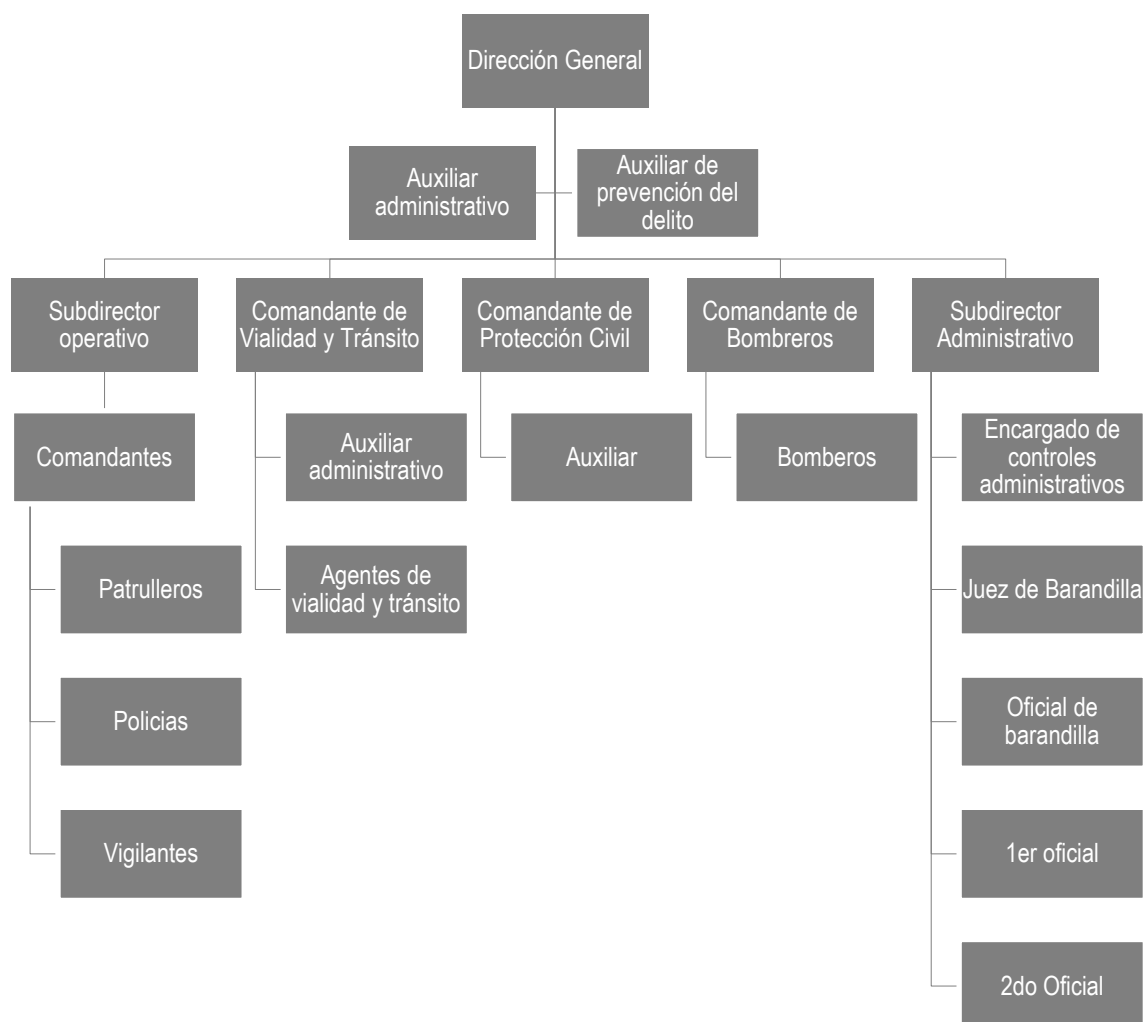 Dirección General
Auxiliar
administrativo
Auxiliar de
prevención del
delito
Subdirector
operativo
Comandante de
Vialidad y Tránsito
Comandante de
Protección Civil
Comandante de
Bombreros
Subdirector
Administrativo
Comandantes
Auxiliar
administrativo
Auxiliar
Bomberos
Encargado de
controles
administrativos
Patrulleros
Agentes de
vialidad y tránsito
Juez de Barandilla
Policias
Oficial de
barandilla
Vigilantes
1er oficial
2do Oficial